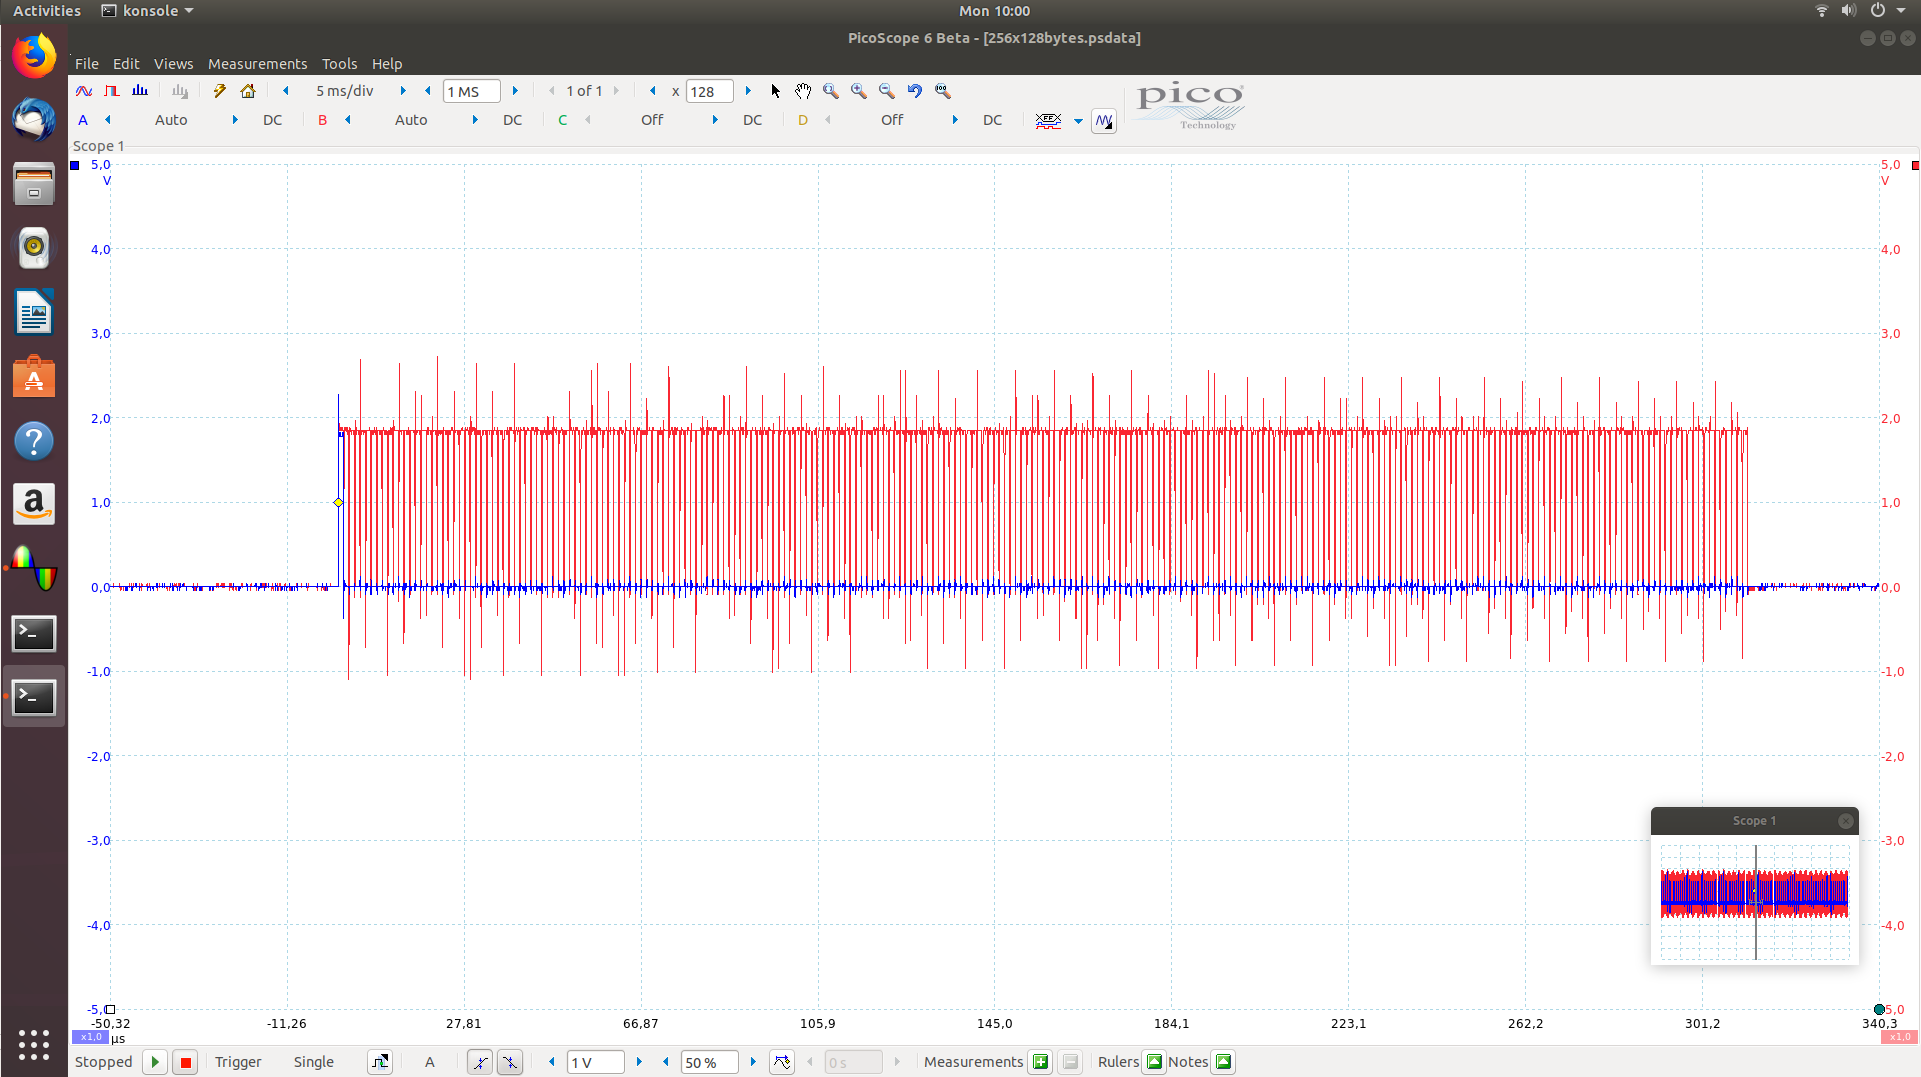 Activities konsole Mon 10:00
PicoScope 6 Beta - [256x128bytes.psdata]
File Edit Views Measurements Tools Help
5 ms/div 1 MS 1 of 1 x 128
A Auto DC B Auto DC C Off DC D Off DC
pico
Technology
Scope 1
5,0 5,0
V V
4,0 4,0
3,0 3,0
2,0 2,0
1,0 1,0
0,0 0,0
-1,0 -1,0
-2,0 -2,0
-3,0 -3,0
-4,0 -4,0
-5,0 -5,0
Scope 1
-50,32 -11,26 27,81 66,87 105,9 145,0 184,1 223,1 262,2 301,2 340,3
x1,0 µs x1,0
Stopped Trigger Single A 1 V 50 % 0 s Measurements Rulers Notes